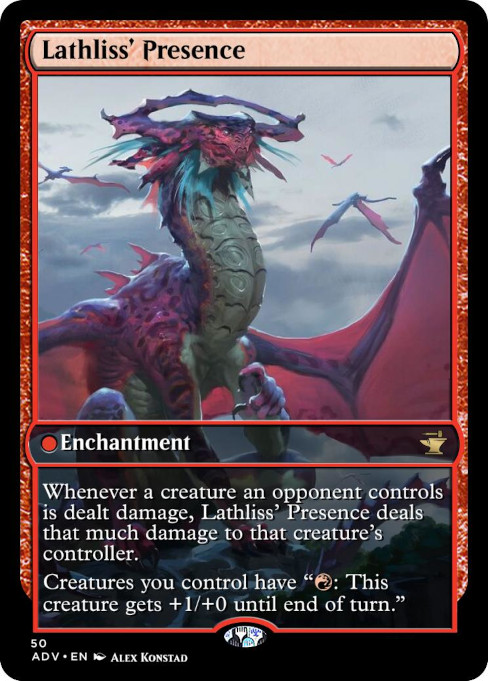 Lathliss' Presence
Enchantment
Whenever a creature an opponent controls
is dealt damage, Lathliss' Presence deals
that much damage to that creature's
controller.
Creatures you control have “: This
creature gets +1/+0 until end of turn.”
50
ADV • EN Alex Konstad